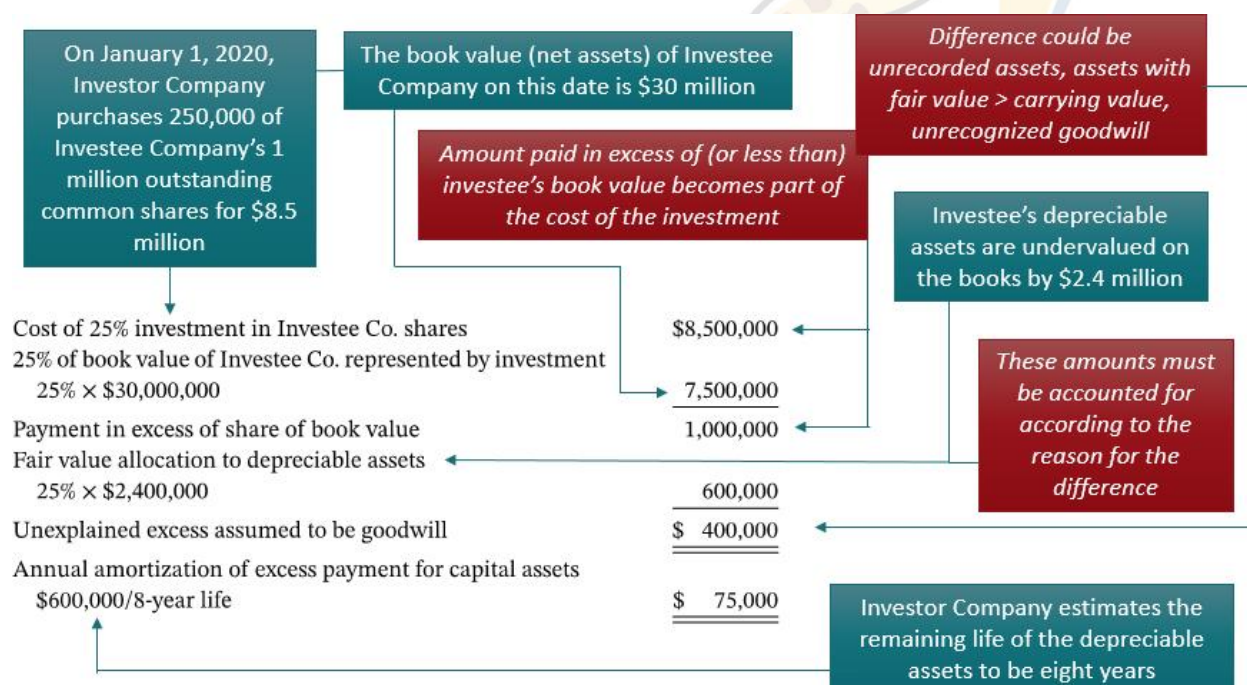 On January 1, 2020,
Investor Company
purchases 250,000 of
Investee Company's 1
million outstanding
common shares for $8.5
million
The book value (net assets) of Investee
Company on this date is $30 million
Difference could be
unrecorded assets, assets with
fair value > carrying value,
unrecognized goodwill
Amount paid in excess of (or less than)
investee's book value becomes part of
the cost of the investment
Investee's depreciable
assets are undervalued on
the books by $2.4 million
Cost of 25% investment in Investee Co. shares $8,500,000
25% of book value of Investee Co. represented by investment
25% × $30,000,000 7,500,000
Payment in excess of share of book value 1,000,000
Fair value allocation to depreciable assets
25% × $2,400,000 600,000
Unexplained excess assumed to be goodwill $ 400,000
Annual amortization of excess payment for capital assets
$600,000/8-year life $ 75,000
These amounts must
be accounted for
according to the
reason for the
difference
Investor Company estimates the
remaining life of the depreciable
assets to be eight years